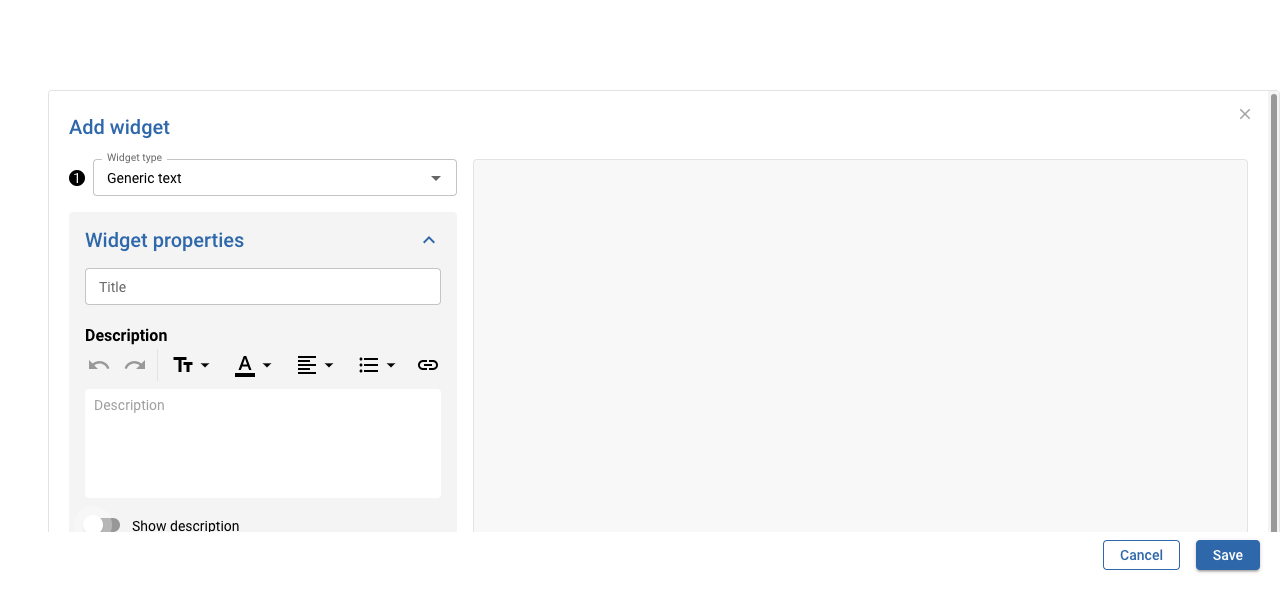 Add widget
Widget type
1
Generic text
Widget properties
Title
Description
Description
Show description
Cancel
Save